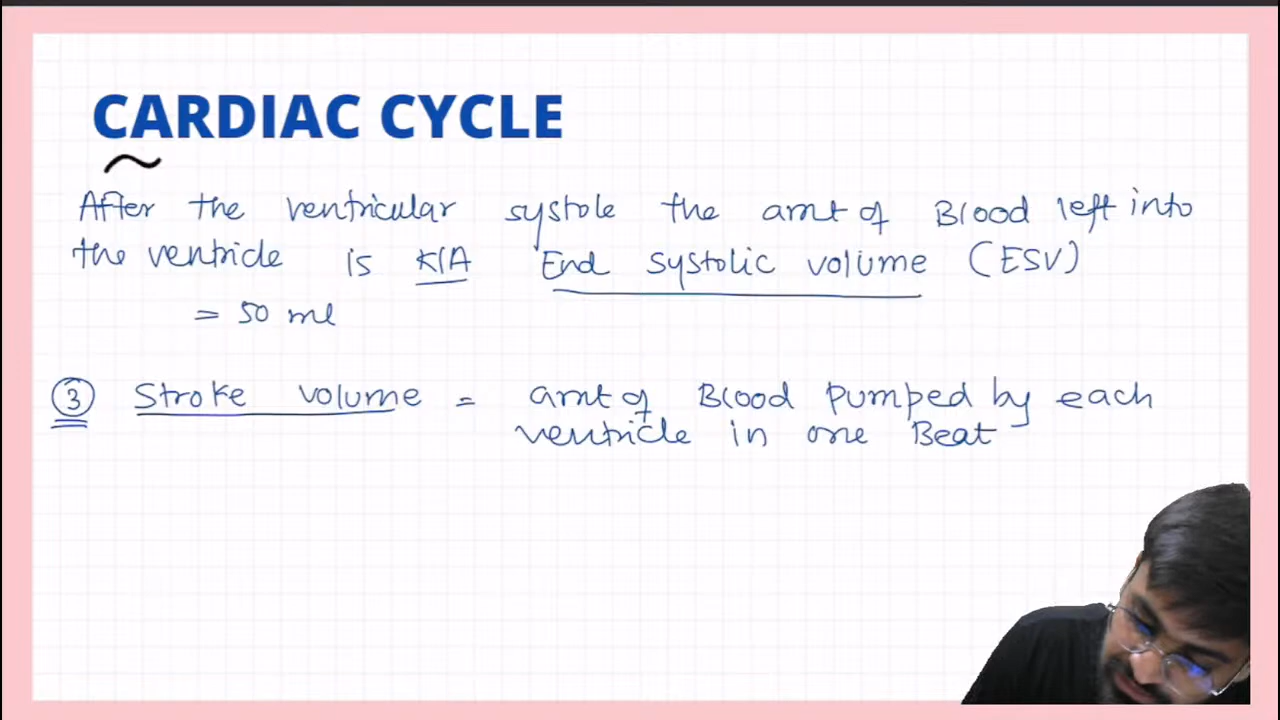 CARDIAC CYCLE
After the ventricular systole the amt of Blood left into
the ventricle is K/A End systolic volume (ESV)
= 50 ml
③ Stroke volume = amt of Blood pumped by each
ventricle in one Beat